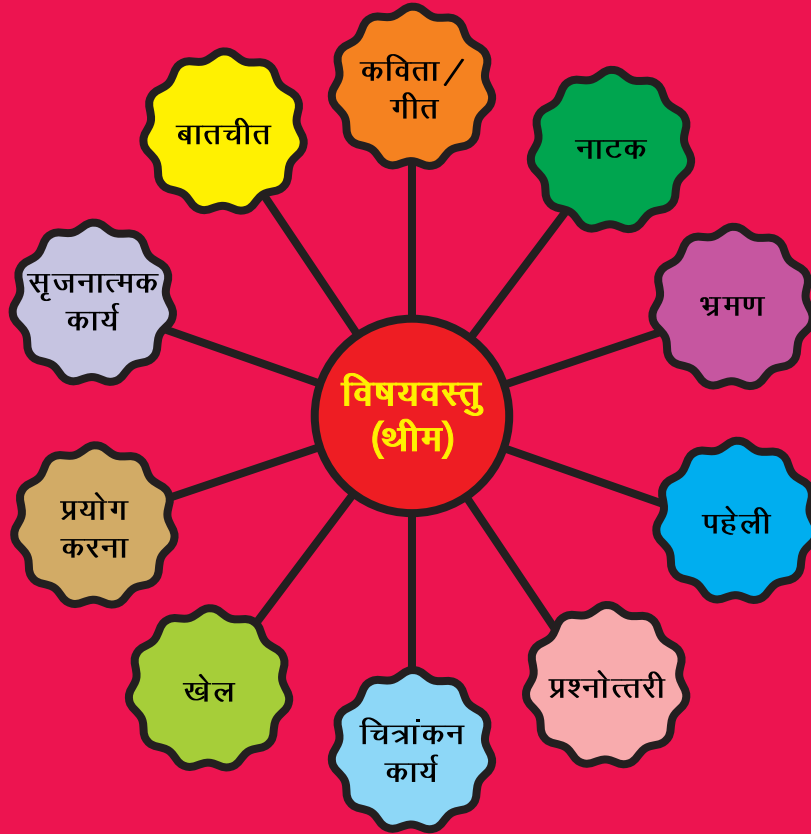 कविता /
गीत
नाटक
भ्रमण
पहेली
प्रश्नोत्तरी
चित्रांकन
कार्य
खेल
प्रयोग
करना
सृजनात्मक
कार्य
बातचीत
विषयवस्तु
(थीम)